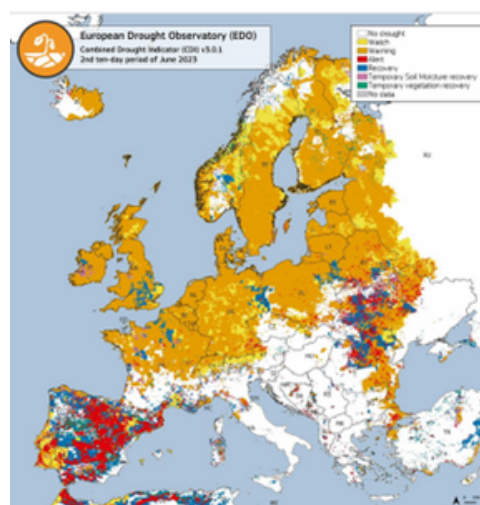 European Drought Observatory (EDO)
Combined Drought Indicator (CDI) v3.0.1
2nd ten-day period of June 2023
No drought
Watch
Warning
Alert
Recovery
Temporary Soil Moisture recovery
Temporary vegetation recovery
No data
RU